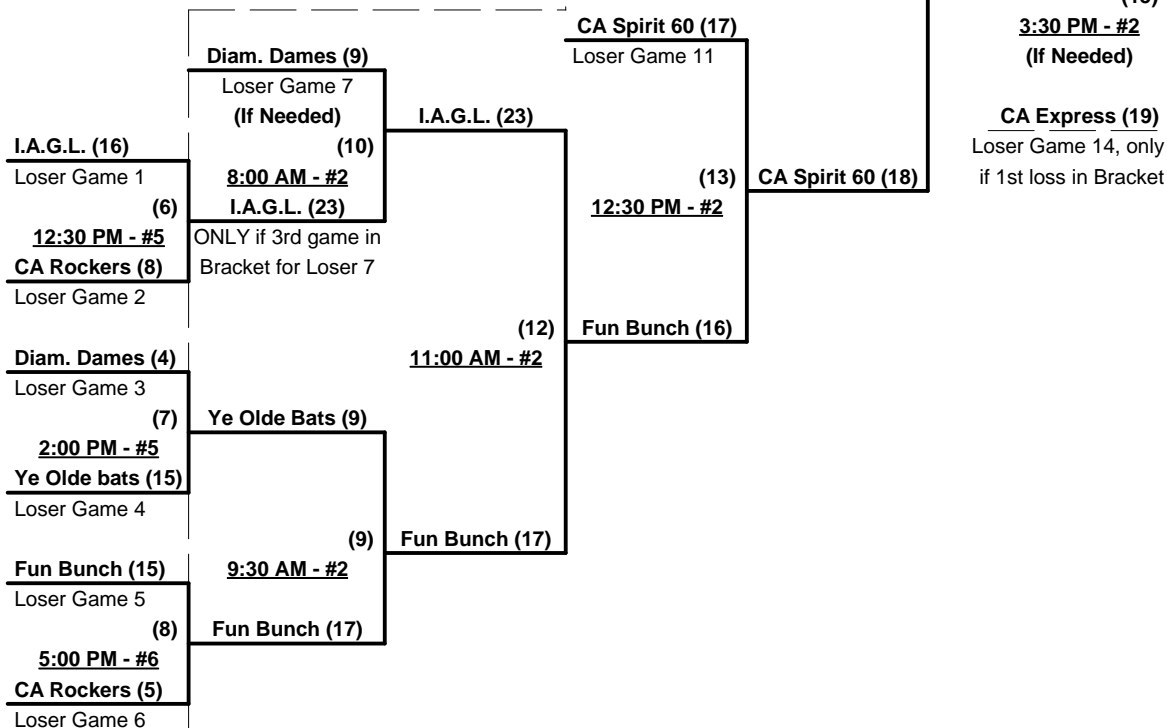 CA Spirit 60 (17)
Loser Game 11
3:30 PM - #2
(If Needed)
Diam. Dames (9)
Loser Game 7
(If Needed)
(10)
8:00 AM - #2
I.A.G.L. (23)
ONLY if 3rd game in
Bracket for Loser 7
I.A.G.L. (23)
CA Express (19)
Loser Game 14, only
if 1st loss in Bracket
I.A.G.L. (16)
Loser Game 1
(6)
12:30 PM - #5
CA Rockers (8)
Loser Game 2
(13)
12:30 PM - #2
CA Spirit 60 (18)
(12)
11:00 AM - #2
Fun Bunch (16)
Diam. Dames (4)
Loser Game 3
(7)
2:00 PM - #5
Ye Olde bats (15)
Loser Game 4
Ye Olde Bats (9)
(9)
9:30 AM - #2
Fun Bunch (17)
Fun Bunch (15)
Loser Game 5
(8)
5:00 PM - #6
CA Rockers (5)
Loser Game 6
Fun Bunch (17)